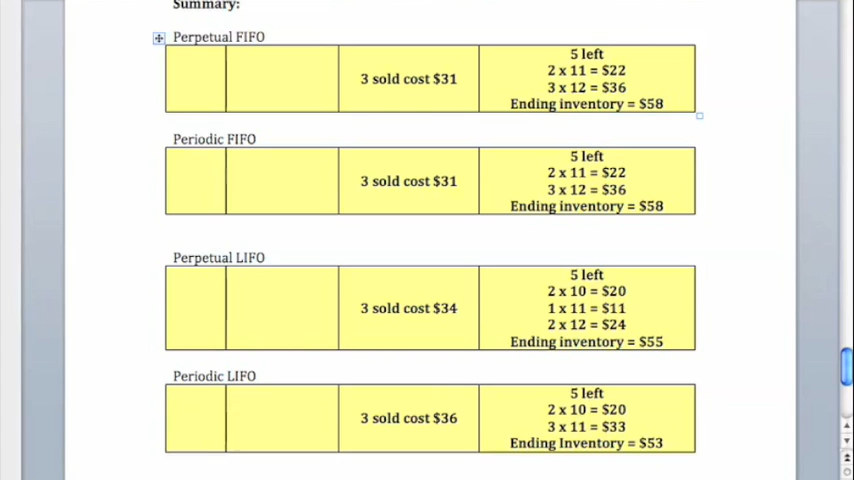 Summary:
Perpetual FIFO
3 sold cost $31
5 left
2 x 11 = $22
3 x 12 = $36
Ending inventory = $58
Periodic FIFO
3 sold cost $31
5 left
2 x 11 = $22
3 x 12 = $36
Ending inventory = $58
Perpetual LIFO
3 sold cost $34
5 left
2 x 10 = $20
1 x 11 = $11
2 x 12 = $24
Ending inventory = $55
Periodic LIFO
3 sold cost $36
5 left
2 x 10 = $20
3 x 11 = $33
Ending Inventory = $53